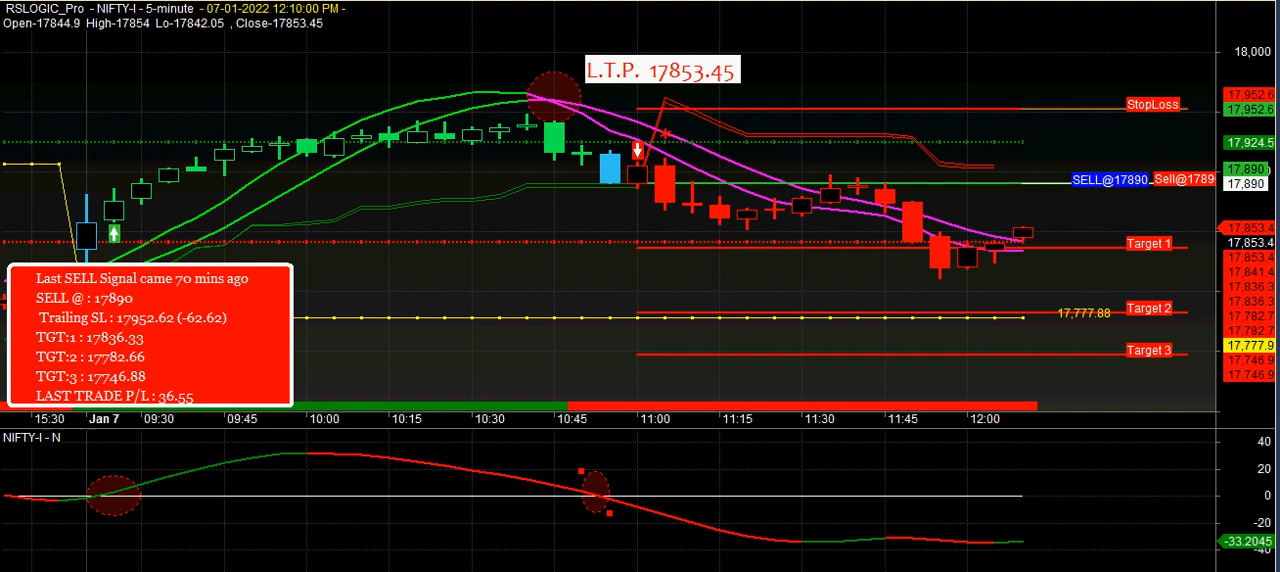 RSLOGIC_Pro - NIFTY-I - 5-minute - 07-01-2022 12:10:00 PM -
Open-17844.9 High-17854 Lo-17842.05 , Close-17853.45
L.T.P. 17853.45
18,000
StopLoss
17,952.6
17,952.6
17,924.5
17,890
SELL@17890
Sell@1789
17,890
17,853.4
Target 1
17,853.4
17,853.4
17,841.4
17,836.3
17,836.3
Target 2
17,777.88
17,782.7
17,782.7
17,777.9
Target 3
17,746.9
17,746.9
Last SELL Signal came 70 mins ago
SELL @ : 17890
Trailing SL : 17952.62 (-62.62)
TGT:1 : 17836.33
TGT:2 : 17782.66
TGT:3 : 17746.88
LAST TRADE P/L : 36.55
15:30 Jan 7 09:30 09:45 10:00 10:15 10:30 10:45 11:00 11:15 11:30 11:45 12:00
NIFTY-I - N
40
20
0
-20
-33.2045
-40